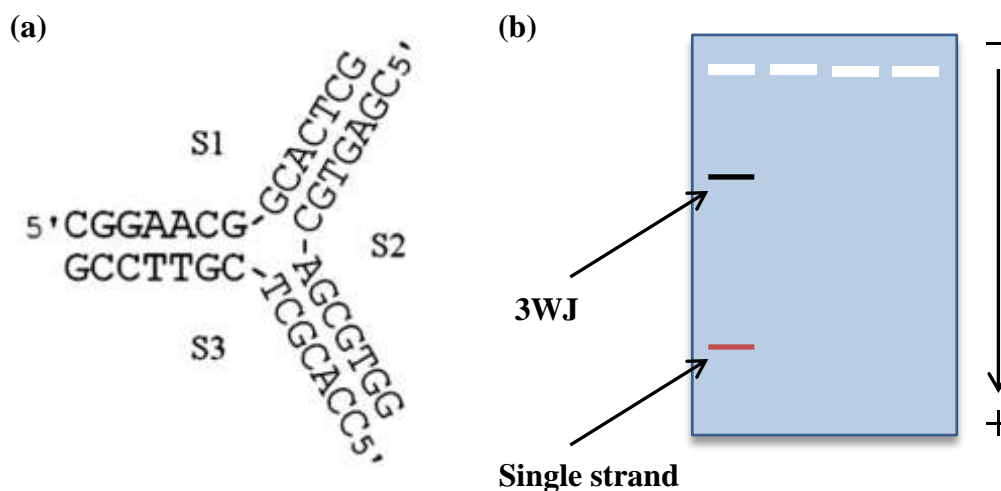 (a)
(b)
GCACTCG
CGTGAGC5'
S1
5'CGGAACG-
S2
GCCTTGC-
-AGCGTGG
TCGCACC5'
S3
3WJ
Single strand
−
+